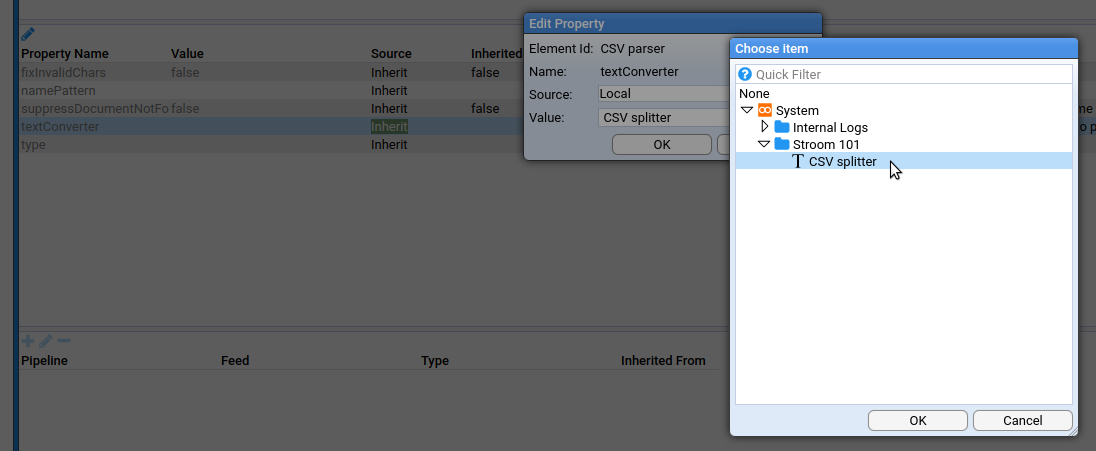 Property Name Value Source Inherited
fixInvalidChars false Inherit false
namePattern Inherit
suppressDocumentNotFo false Inherit false me
textConverter Inherit o p
type Inherit
Edit Property
Element Id: CSV parser
Name: textConverter
Source: Local
Value: CSV splitter
OK
Choose item
? Quick Filter
None
System
Internal Logs
Stroom 101
T CSV splitter
OK Cancel
Pipeline Feed Type Inherited From